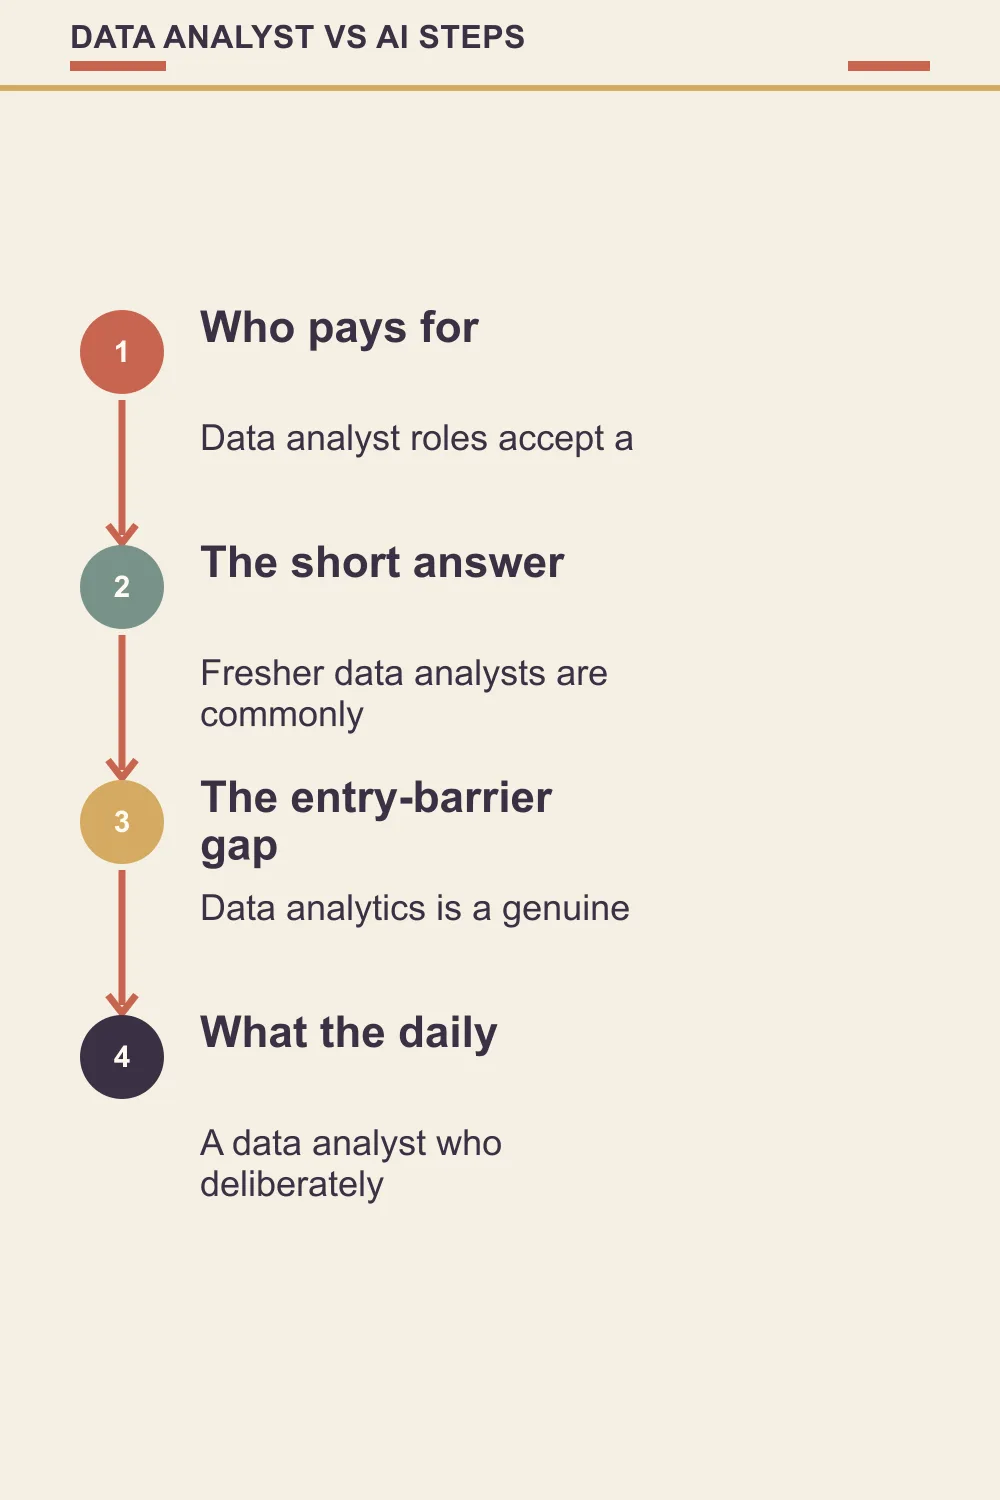 DATA ANALYST VS AI STEPS
1
Who pays for
Data analyst roles accept a
2
The short answer
Fresher data analysts are
commonly
3
The entry-barrier
gap
Data analytics is a genuine
4
What the daily
A data analyst who
deliberately